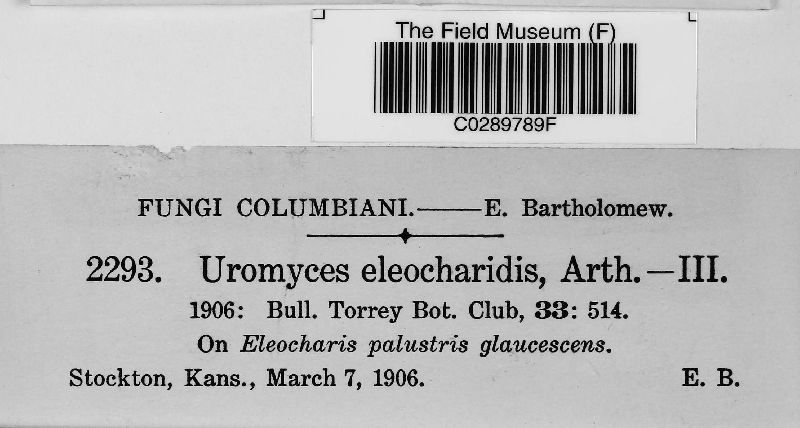 The Field Museum (F)
C0289789F
FUNGI COLUMBIANI.——E. Bartholomew.
2293. Uromyces eleocharidis, Arth.—III.
1906: Bull. Torrey Bot. Club, 33: 514.
On Eleocharis palustris glaucescens.
Stockton, Kans., March 7, 1906. E. B.